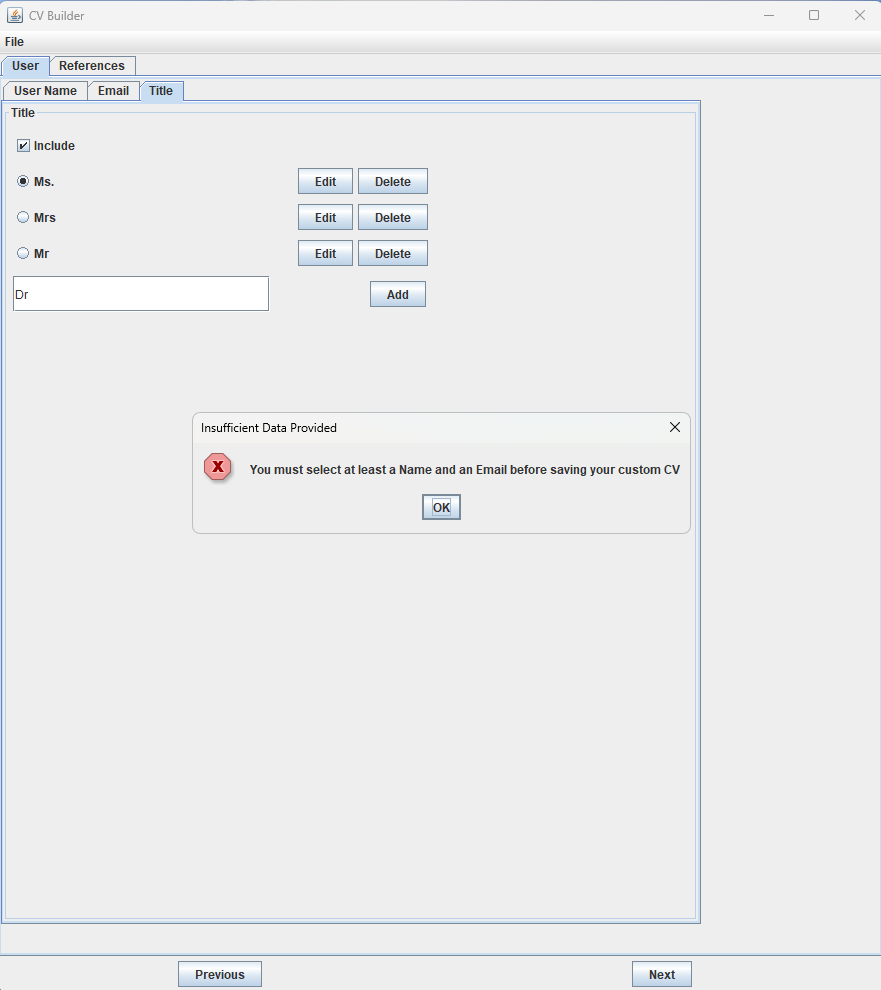 CV Builder
File
User References
User Name Email Title
Title
Include
Ms. Edit Delete
Mrs Edit Delete
Mr Edit Delete
Dr Add
Insufficient Data Provided
You must select at least a Name and an Email before saving your custom CV
OK
Previous Next